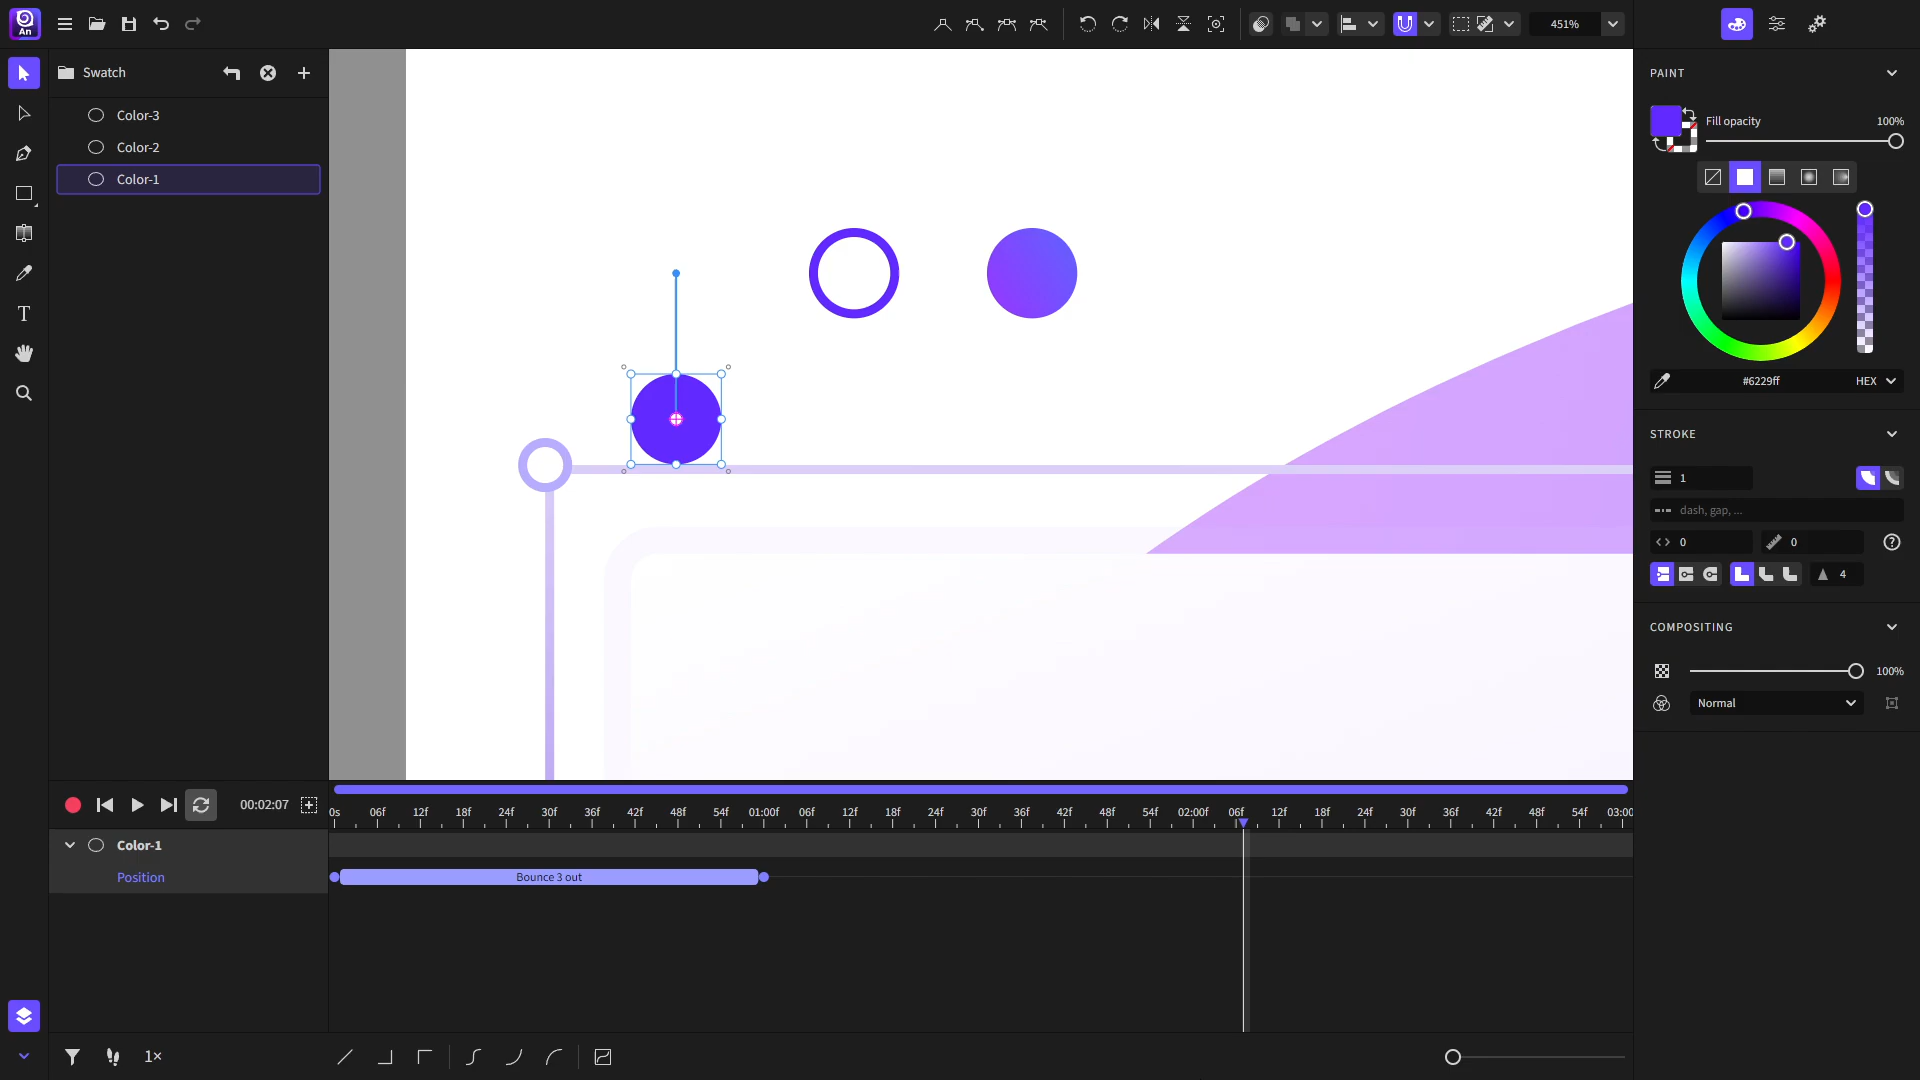 An
451%
Swatch
Color-3
Color-2
Color-1
PAINT
Fill opacity
100%
#6229ff
HEX
STROKE
1
dash, gap, ...
0
0
4
COMPOSITING
100%
Normal
00:02:07
0s 06f 12f 18f 24f 30f 36f 42f 48f 54f 01:00f 06f 12f 18f 24f 30f 36f 42f 48f 54f 02:00f 06f 12f 18f 24f 30f 36f 42f 48f 54f 03:00
Color-1
Position
Bounce 3 out
1×
T